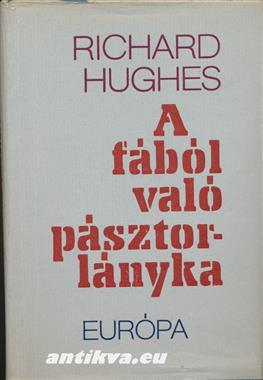 RICHARD
HUGHES
A
fából
való
pásztor-
lányka
EURÓPA
antikva.eu